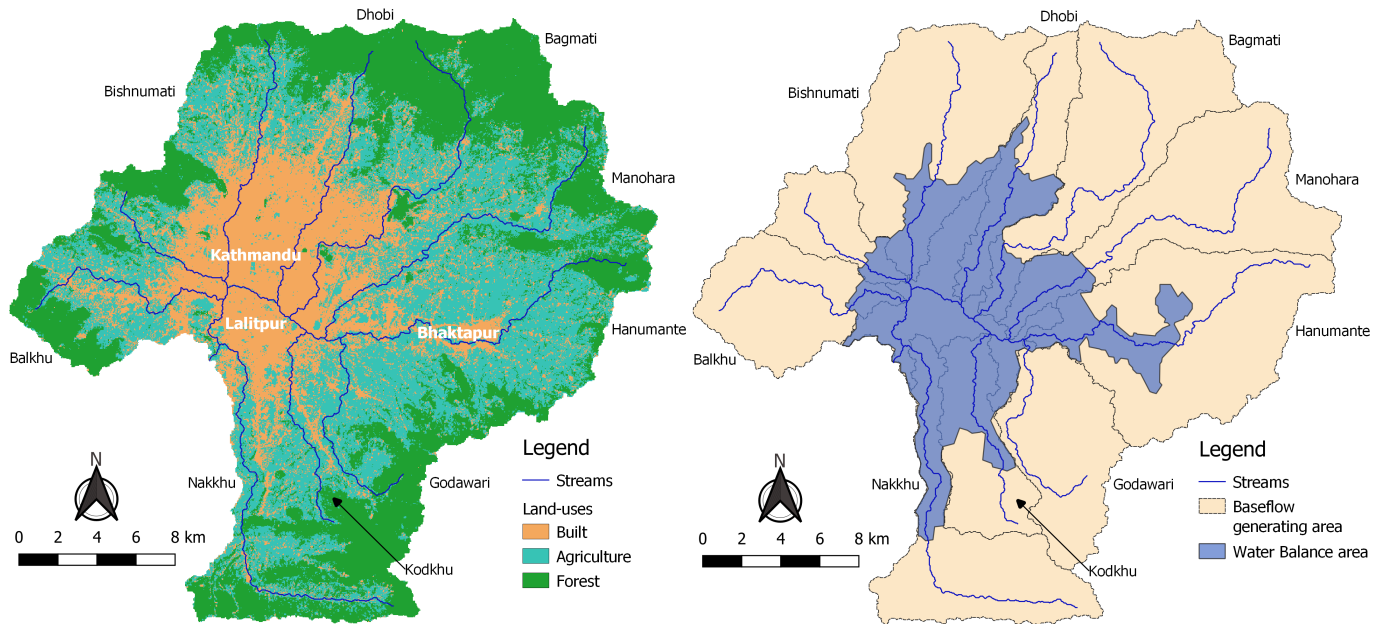 Dhobi
Bagmati
Bishnumati
Manohara
Kathmandu
Lalitpur
Bhaktapur
Hanumante
Balkhu
Nakkhu
Godawari
Kodkhu
N
0 2 4 6 8 km
Legend
Streams
Land-uses
Built
Agriculture
Forest
Dhobi
Bagmati
Bishnumati
Manohara
Hanumante
Balkhu
Nakkhu
Godawari
Kodkhu
N
0 2 4 6 8 km
Legend
Streams
Baseflow
generating area
Water Balance area